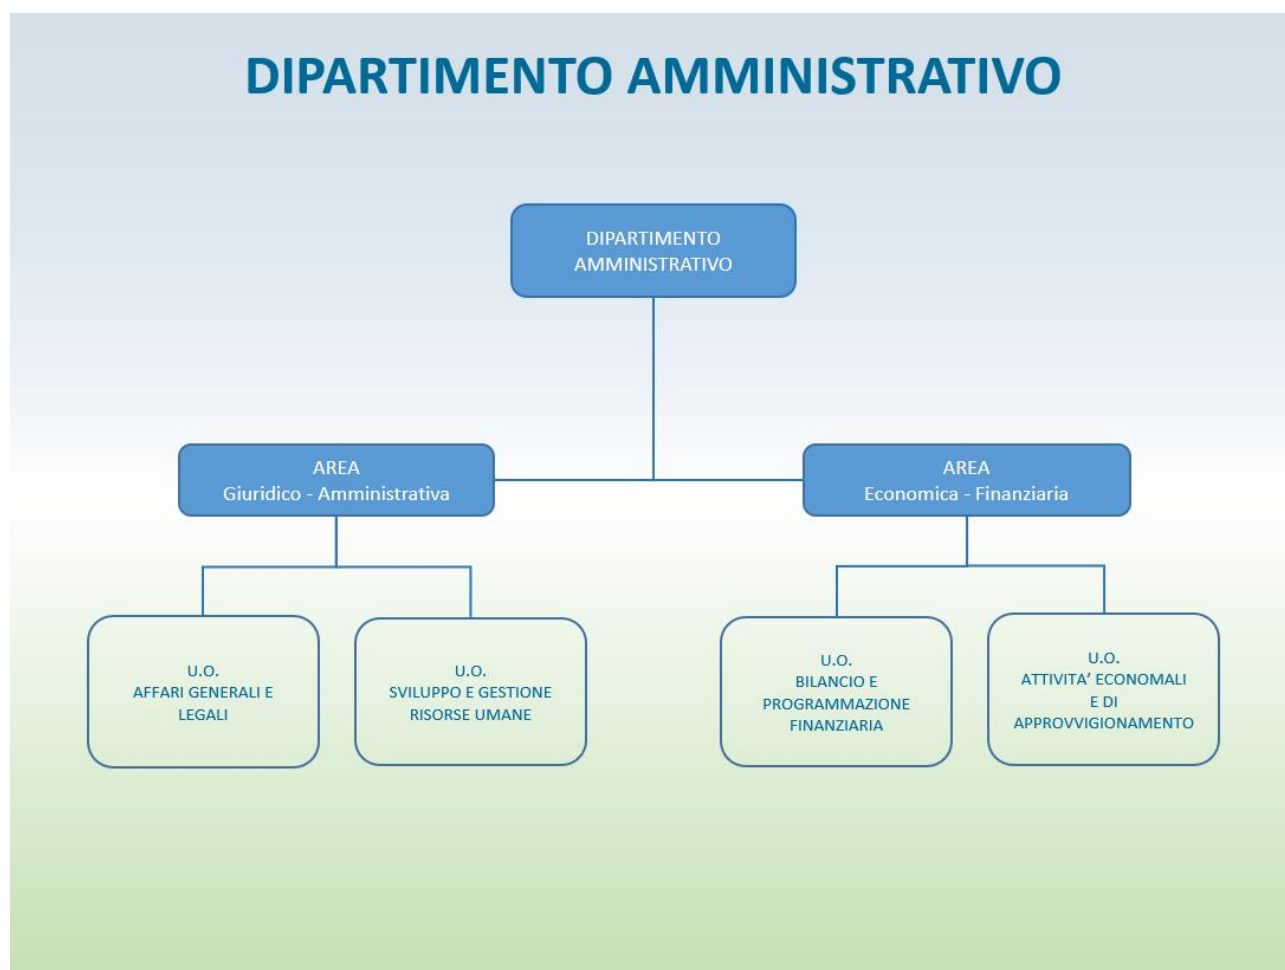 DIPARTIMENTO AMMINISTRATIVO
DIPARTIMENTO
AMMINISTRATIVO
AREA
Giuridico - Amministrativa
AREA
Economica - Finanziaria
U.O.
AFFARI GENERALI E
LEGALI
U.O.
SVILUPPO E GESTIONE
RISORSE UMANE
U.O.
BILANCIO E
PROGRAMMAZIONE
FINANZIARIA
U.O.
ATTIVITA’ ECONOMALI
E DI
APPROVVIGIONAMENTO